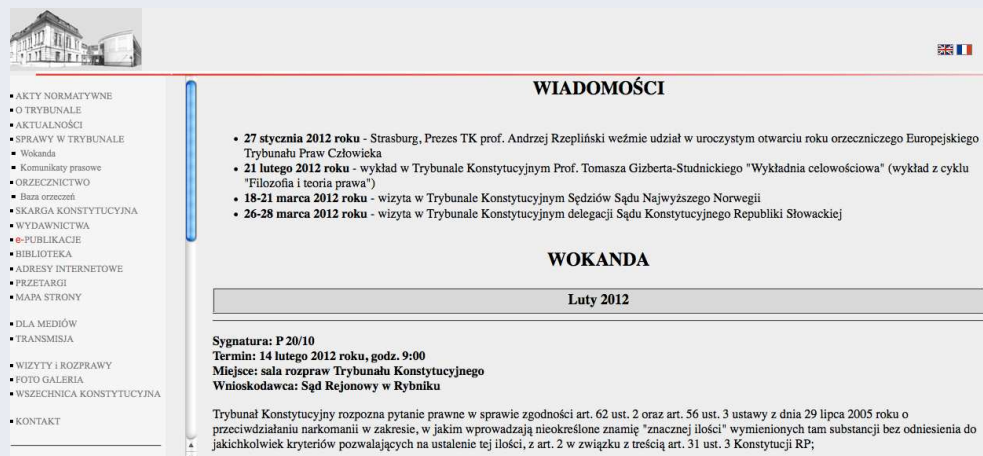 AKTY NORMATYWNE
O TRYBUNALE
AKTUALNOŚCI
SPRAWY W TRYBUNALE
Wokanda
Komunikaty prasowe
ORZECZNICTWO
Baza orzeczeń
SKARGA KONSTYTUCYJNA
WYDAWNICTWA
e-PUBLIKACJE
BIBLIOTEKA
ADRESY INTERNETOWE
PRZETARGI
MAPA STRONY
DLA MEDIÓW
TRANSMISJA
WIZYTY i ROZPRAWY
FOTO GALERIA
WSZECHNICA KONSTYTUCYJNA
KONTAKT
WIADOMOŚCI
27 stycznia 2012 roku - Strasburg, Prezes TK prof. Andrzej Rzepliński weźmie udział w uroczystym otwarciu roku orzeczniczego Europejskiego
Trybunału Praw Człowieka
21 lutego 2012 roku - wykład w Trybunale Konstytucyjnym Prof. Tomasza Gizberta-Studnickiego "Wykładnia celowościowa" (wykład z cyklu
"Filozofia i teoria prawa")
18-21 marca 2012 roku - wizyta w Trybunale Konstytucyjnym Sędziów Sądu Najwyższego Norwegii
26-28 marca 2012 roku - wizyta w Trybunale Konstytucyjnym delegacji Sądu Konstytucyjnego Republiki Słowackiej
WOKANDA
Luty 2012
Sygnatura: P 20/10
Termin: 14 lutego 2012 roku, godz. 9:00
Miejsce: sala rozpraw Trybunału Konstytucyjnego
Wnioskodawca: Sąd Rejonowy w Rybniku
Trybunał Konstytucyjny rozpozna pytanie prawne w sprawie zgodności art. 62 ust. 2 oraz art. 56 ust. 3 ustawy z dnia 29 lipca 2005 roku o
przeciwdziałaniu narkomanii w zakresie, w jakim wprowadzają nieokreślone znamię "znacznej ilości" wymienionych tam substancji bez odniesienia do
jakichkolwiek kryteriów pozwalających na ustalenie tej ilości, z art. 2 w związku z treścią art. 31 ust. 3 Konstytucji RP;